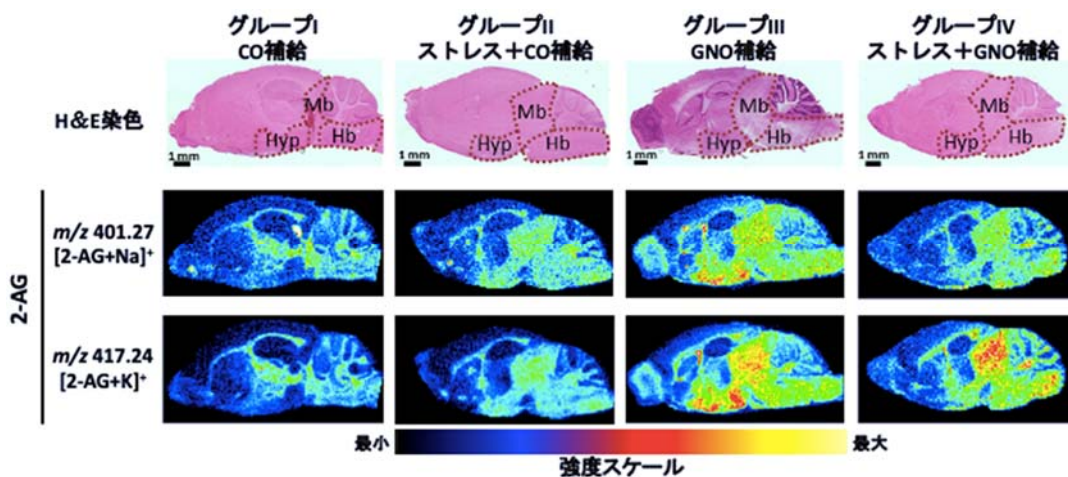 グループI
CO補給
グループII
ストレス＋CO補給
グループIII
GNO補給
グループIV
ストレス＋GNO補給
H＆E染色
Mb
Hyp
Hb
1 mm
Mb
Hyp
Hb
1 mm
Mb
Hyp
Hb
1 mm
Mb
Hyp
Hb
1 mm
2-AG
m/z 401.27
[2-AG+Na]⁺
m/z 417.24
[2-AG+K]⁺
最小
最大
強度スケール